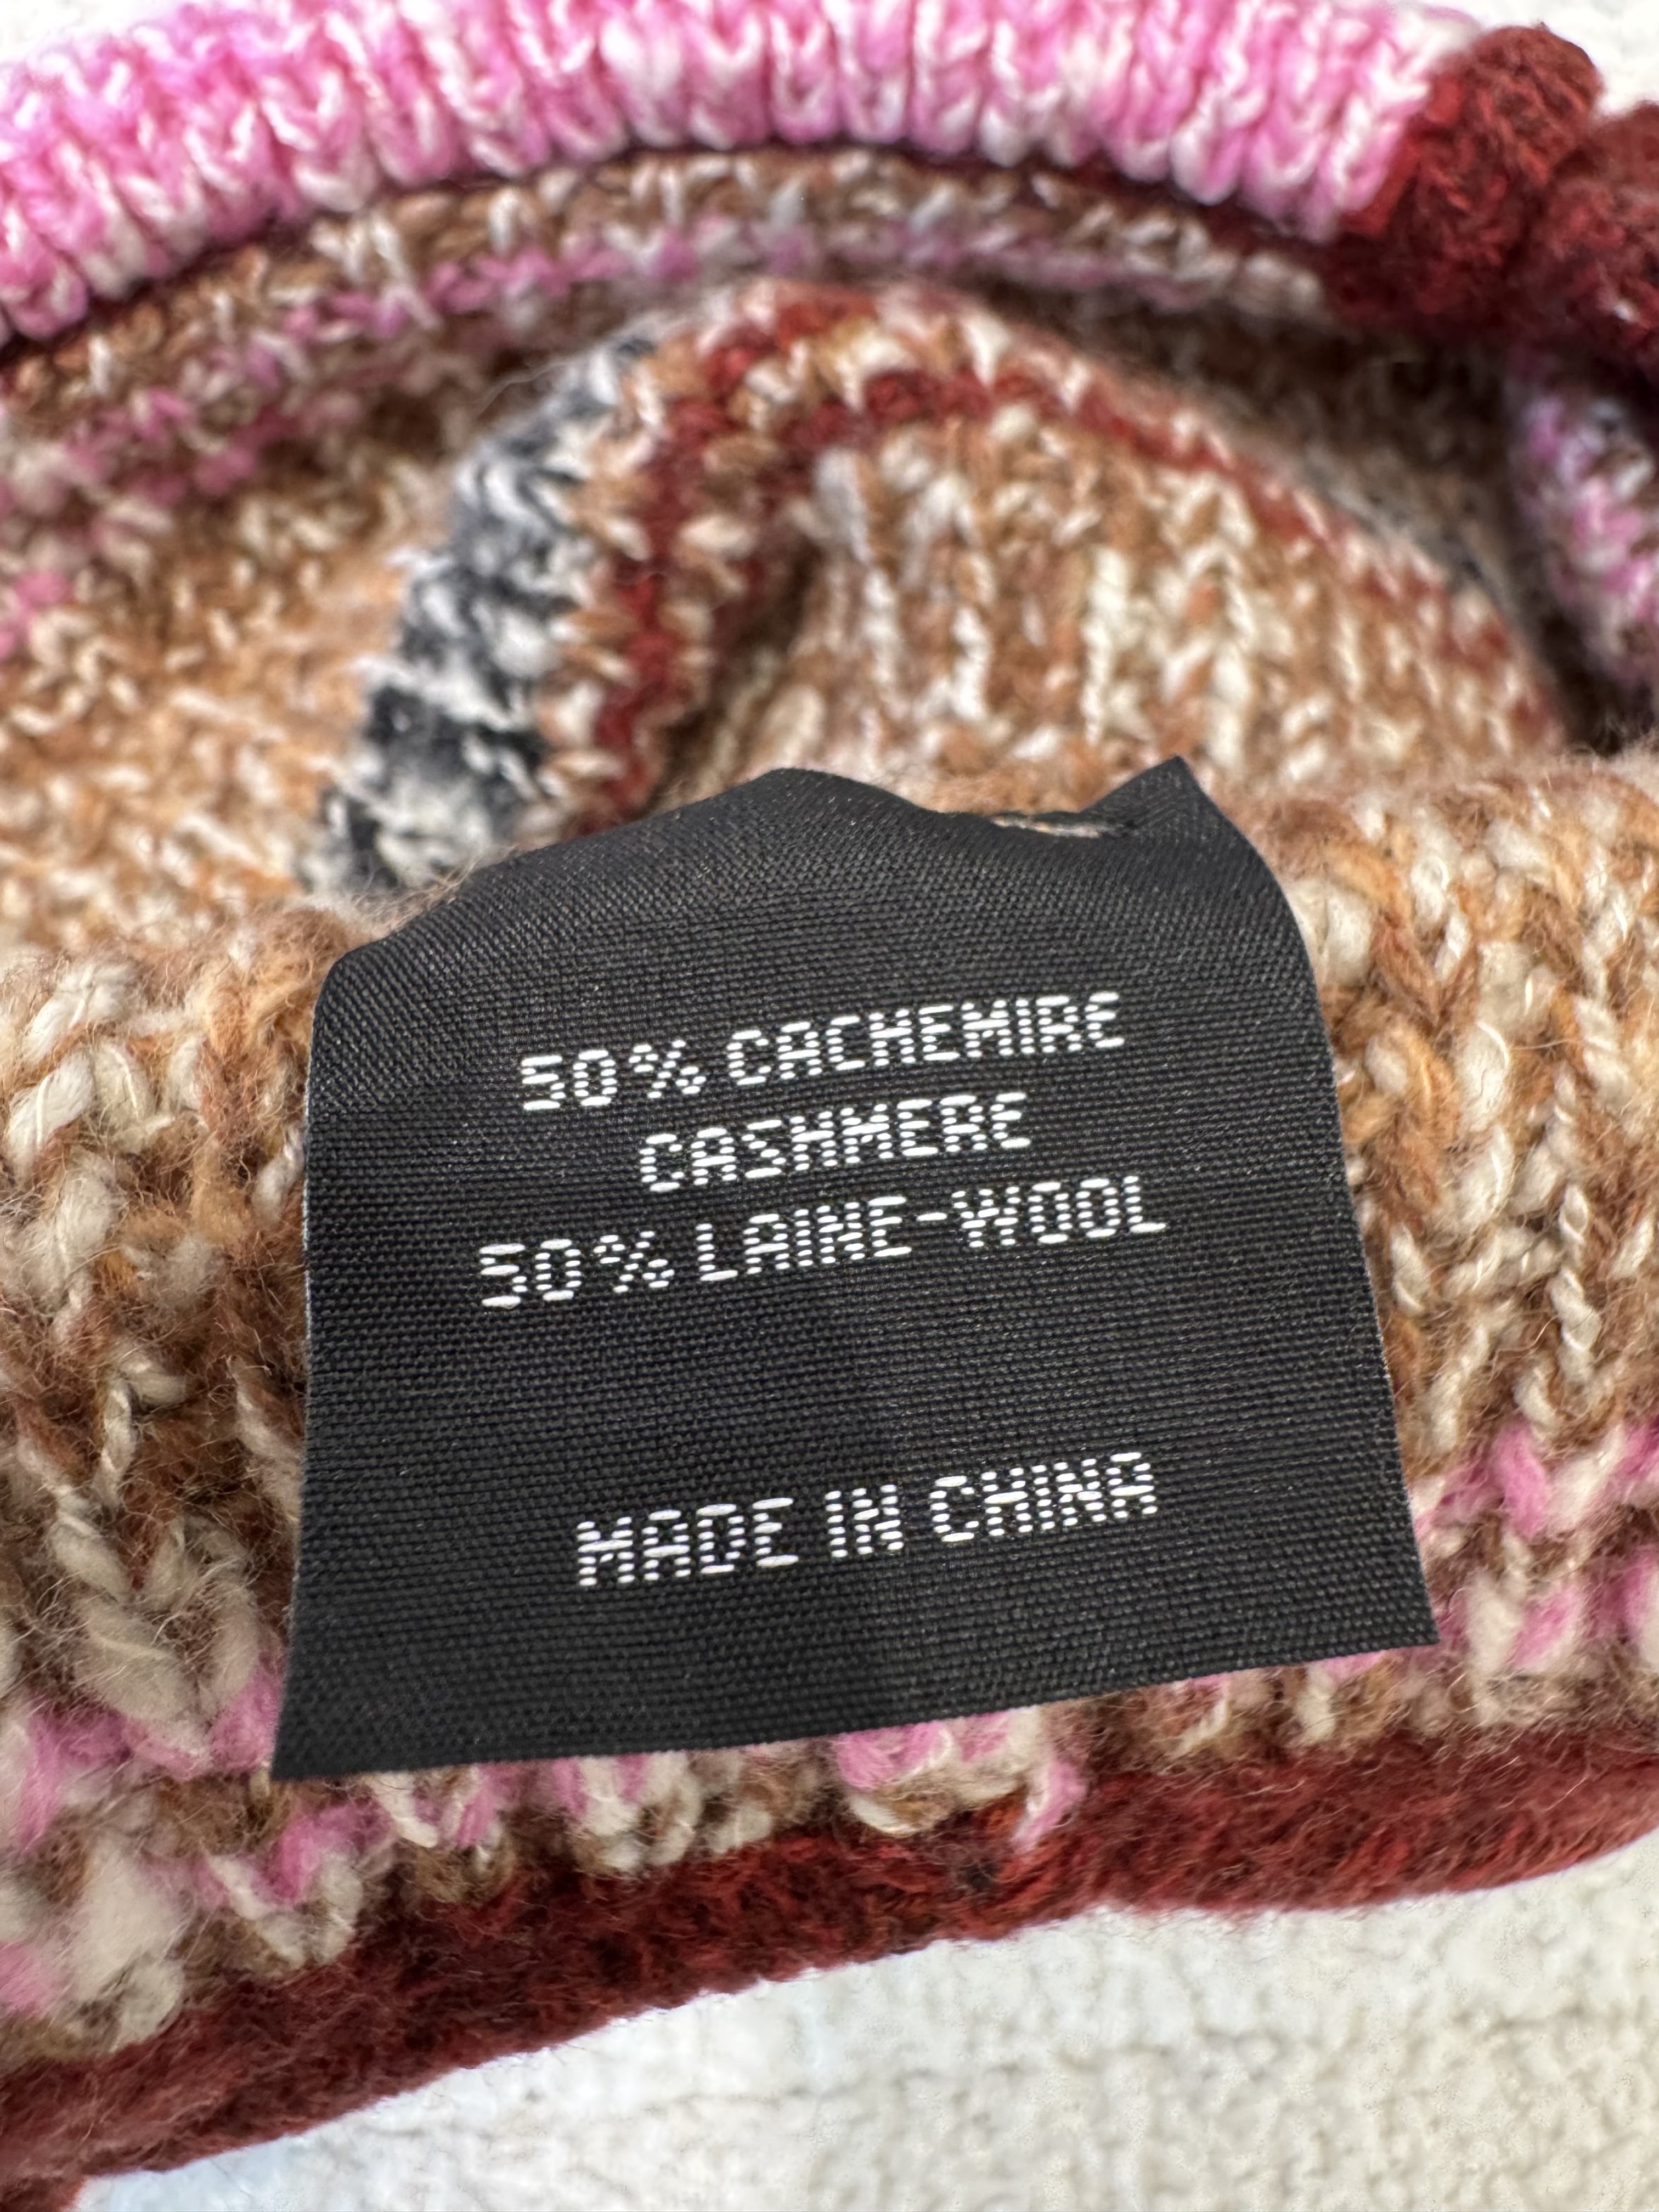 50% CACHEMIRE
CASHMERE
50% LAINE-WOOL
MADE IN CHINA